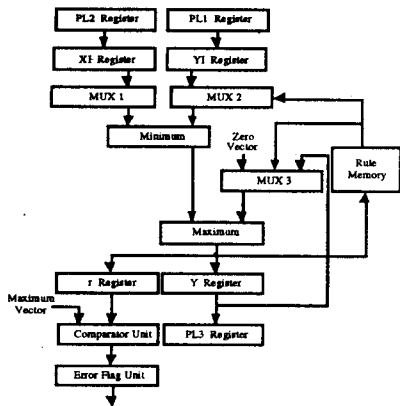 PL2 Register
PL1 Register
XI Register
YI Register
MUX 1
MUX 2
Minimum
Zero
Vector
Rule
Memory
MUX 3
Maximum
r Register
Y Register
Maximum
Vector
Comparator Unit
PL3 Register
Error Flag Unit